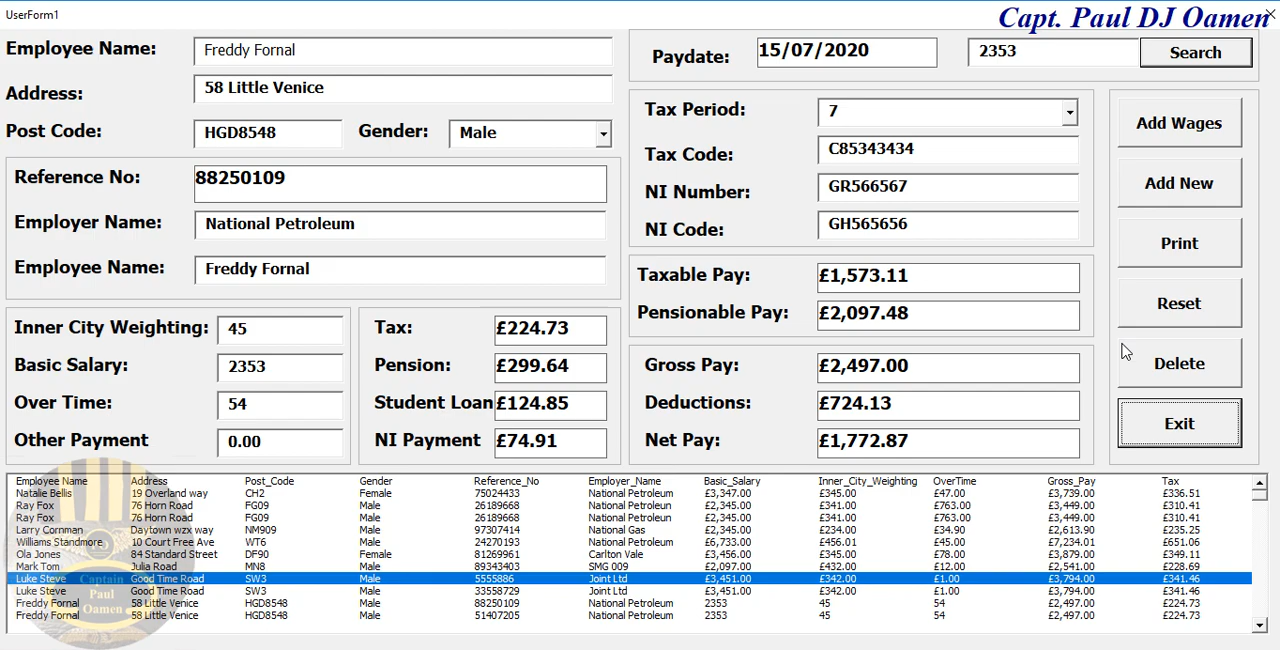 UserForm1
Capt. Paul DJ Oamen
Employee Name: Freddy Fornal
Address: 58 Little Venice
Post Code: HGD8548 Gender: Male
Reference No: 88250109
Employer Name: National Petroleum
Employee Name: Freddy Fornal
Inner City Weighting: 45
Basic Salary: 2353
Over Time: 54
Other Payment 0.00
Tax: £224.73
Pension: £299.64
Student Loan £124.85
NI Payment £74.91
Paydate: 15/07/2020 2353 Search
Tax Period: 7
Tax Code: C85343434
NI Number: GR566567
NI Code: GH565656
Taxable Pay: £1,573.11
Pensionable Pay: £2,097.48
Gross Pay: £2,497.00
Deductions: £724.13
Net Pay: £1,772.87
Add Wages
Add New
Print
Reset
Delete
Exit
Employee Name Address Post_Code Gender Reference_No Employer_Name Basic_Salary Inner_City_Weighting OverTime Gross_Pay Tax
Natalie Bellis 19 Overland way CH2 Female 75024433 National Petroleum £3,347.00 £345.00 £47.00 £3,739.00 £336.51
Ray Fox 76 Horn Road FG09 Male 26189668 National Petroleum £2,345.00 £341.00 £763.00 £3,449.00 £310.41
Ray Fox 76 Horn Road FG09 Male 26189668 National Petroleun £2,345.00 £341.00 £763.00 £3,449.00 £310.41
Larry Cornman Daytown wzx way NM909 Male 97307414 National Gas £2,345.00 £234.00 £34.90 £2,613.90 £235.25
Williams Standmore 10 Court Free Ave WT6 Male 24270193 National Petroleum £6,733.00 £456.01 £45.00 £7,234.01 £651.06
Ola Jones 84 Standard Street DF90 Female 81269961 Carlton Vale £3,456.00 £345.00 £78.00 £3,879.00 £349.11
Mark Tom Julia Road MN8 Male 89343403 SMG 009 £2,097.00 £432.00 £12.00 £2,541.00 £228.69
Luke Steve Good Time Road SW3 Male 5555886 Joint Ltd £3,451.00 £342.00 £1.00 £3,794.00 £341.46
Luke Steve Good Time Road SW3 Male 33558729 Joint Ltd £3,451.00 £342.00 £1.00 £3,794.00 £341.46
Freddy Fornal 58 Little Venice HGD8548 Male 88250109 National Petroleum 2353 45 54 £2,497.00 £224.73
Freddy Fornal 58 Little Venice HGD8548 Male 51407205 National Petroleum 2353 45 54 £2,497.00 £224.73
Captain
Paul
Oamen